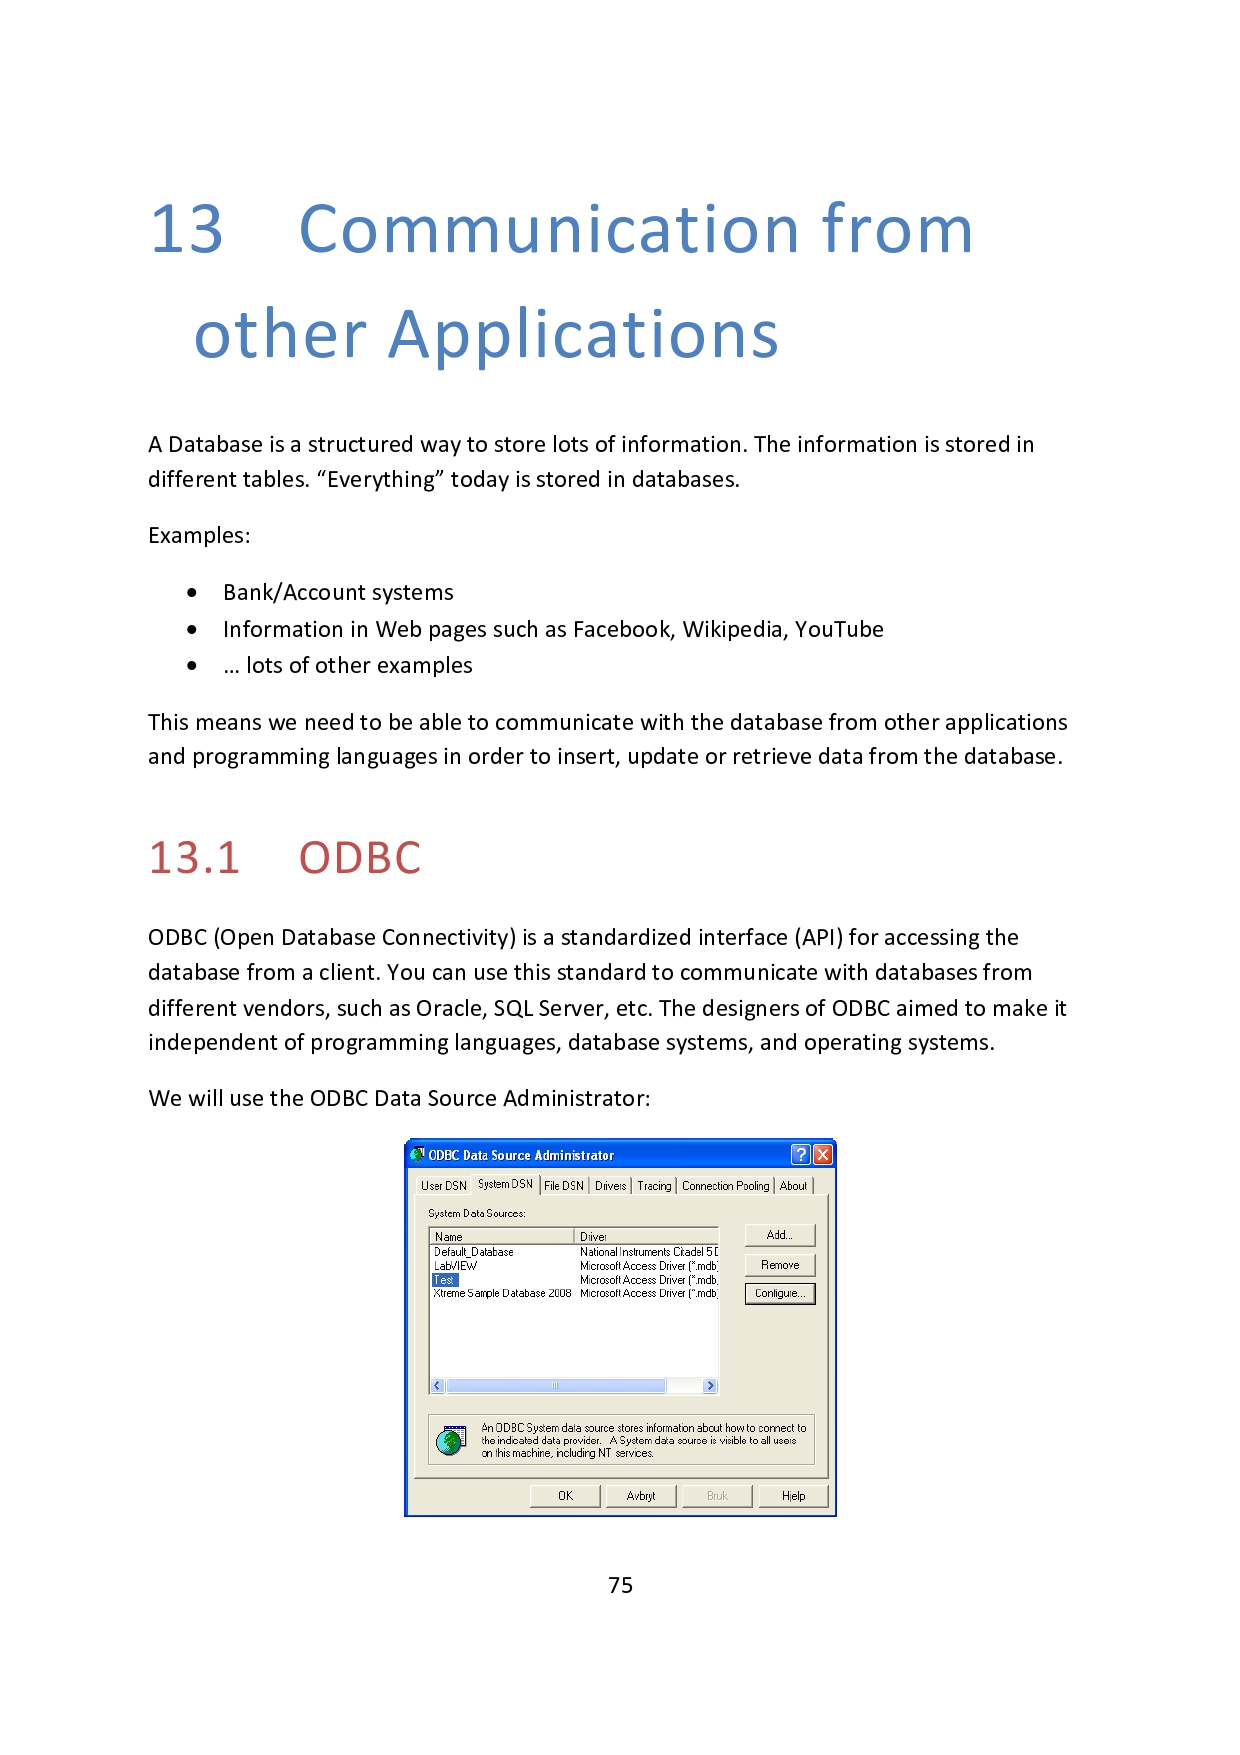 13 Communication from
other Applications
A Database is a structured way to store lots of information. The information is stored in
different tables. “Everything” today is stored in databases.
Examples:
• Bank/Account systems
• Information in Web pages such as Facebook, Wikipedia, YouTube
• … lots of other examples
This means we need to be able to communicate with the database from other applications
and programming languages in order to insert, update or retrieve data from the database.
13.1 ODBC
ODBC (Open Database Connectivity) is a standardized interface (API) for accessing the
database from a client. You can use this standard to communicate with databases from
different vendors, such as Oracle, SQL Server, etc. The designers of ODBC aimed to make it
independent of programming languages, database systems, and operating systems.
We will use the ODBC Data Source Administrator:
ODBC Data Source Administrator
User DSN System DSN File DSN Drivers Tracing Connection Pooling About
System Data Sources:
Name Driver
Default_Database National Instruments Citadel 5 D
LabVIEW Microsoft Access Driver (*.mdb)
Test Microsoft Access Driver (*.mdb,
Xtreme Sample Database 2008 Microsoft Access Driver (*.mdb)
Add...
Remove
Configure...
An ODBC System data source stores information about how to connect to
the indicated data provider. A System data source is visible to all users
on this machine, including NT services.
OK Avbryt Bruk Hjelp
75